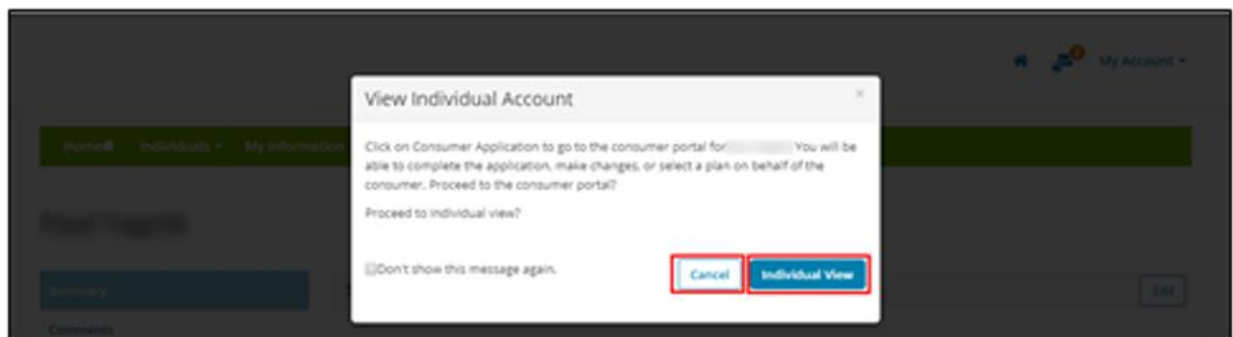 2
My Account
View Individual Account
×
Home Individuals My Information
Click on Consumer Application to go to the consumer portal for You will be
able to complete the application, make changes, or select a plan on behalf of the
consumer. Proceed to the consumer portal?
Proceed to individual view?
Don't show this message again.
Cancel Individual View
Summary
Edit
Comments